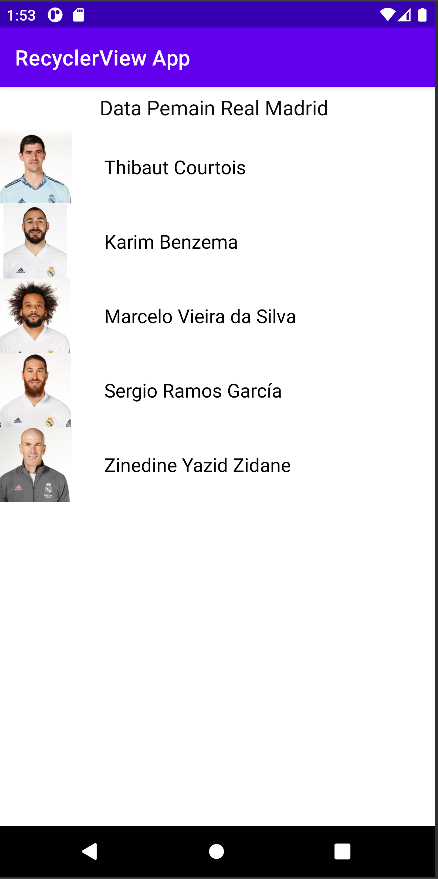 1:53
RecyclerView App
Data Pemain Real Madrid
Thibaut Courtois
Karim Benzema
Marcelo Vieira da Silva
Sergio Ramos García
Zinedine Yazid Zidane